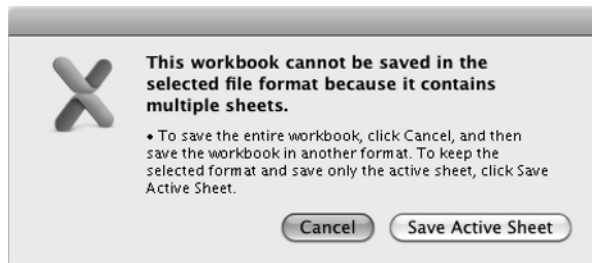 This workbook cannot be saved in the
selected file format because it contains
multiple sheets.
• To save the entire workbook, click Cancel, and then
save the workbook in another format. To keep the
selected format and save only the active sheet, click Save
Active Sheet.
Cancel Save Active Sheet